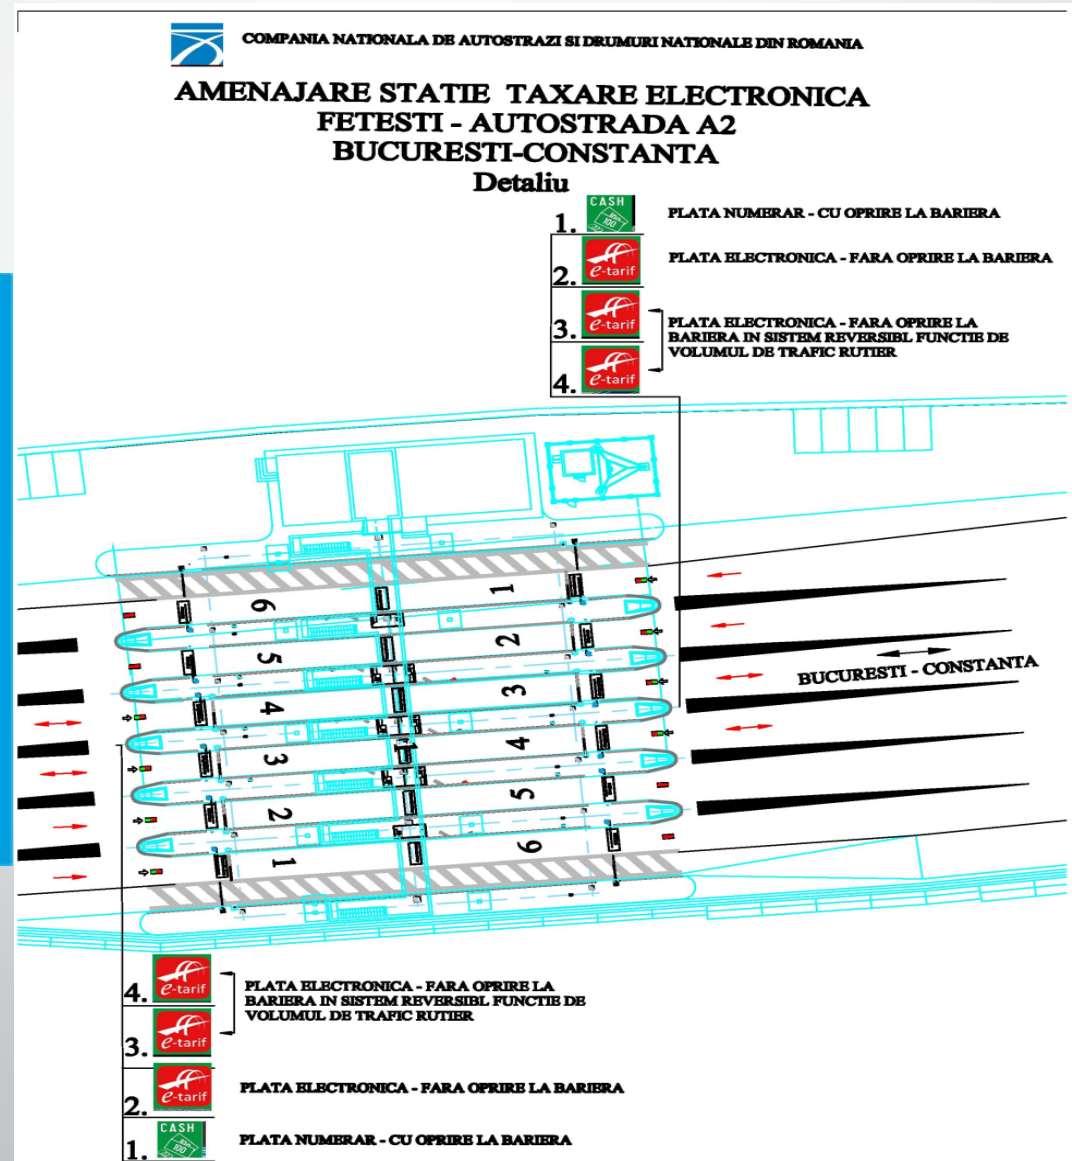 COMPANIA NATIONALA DE AUTOSTRAZI SI DRUMURI NATIONALE DIN ROMANIA
AMENAJARE STATIE TAXARE ELECTRONICA
FETESTI - AUTOSTRADA A2
BUCURESTI-CONSTANTA
Detaliu
1. CASH 100 PLATA NUMERAR - CU OPRIRE LA BARIERA
2. e-tarif PLATA ELECTRONICA - FARA OPRIRE LA BARIERA
3. e-tarif
PLATA ELECTRONICA - FARA OPRIRE LA
BARIERA IN SISTEM REVERSIBL FUNCTIE DE
VOLUMUL DE TRAFIC RUTIER
4. e-tarif
6 1
5 2
4 3
3 4
2 5
1 6
BUCURESTI - CONSTANTA
4. e-tarif
PLATA ELECTRONICA - FARA OPRIRE LA
BARIERA IN SISTEM REVERSIBL FUNCTIE DE
VOLUMUL DE TRAFIC RUTIER
3. e-tarif
2. e-tarif PLATA ELECTRONICA - FARA OPRIRE LA BARIERA
1. CASH 100 PLATA NUMERAR - CU OPRIRE LA BARIERA